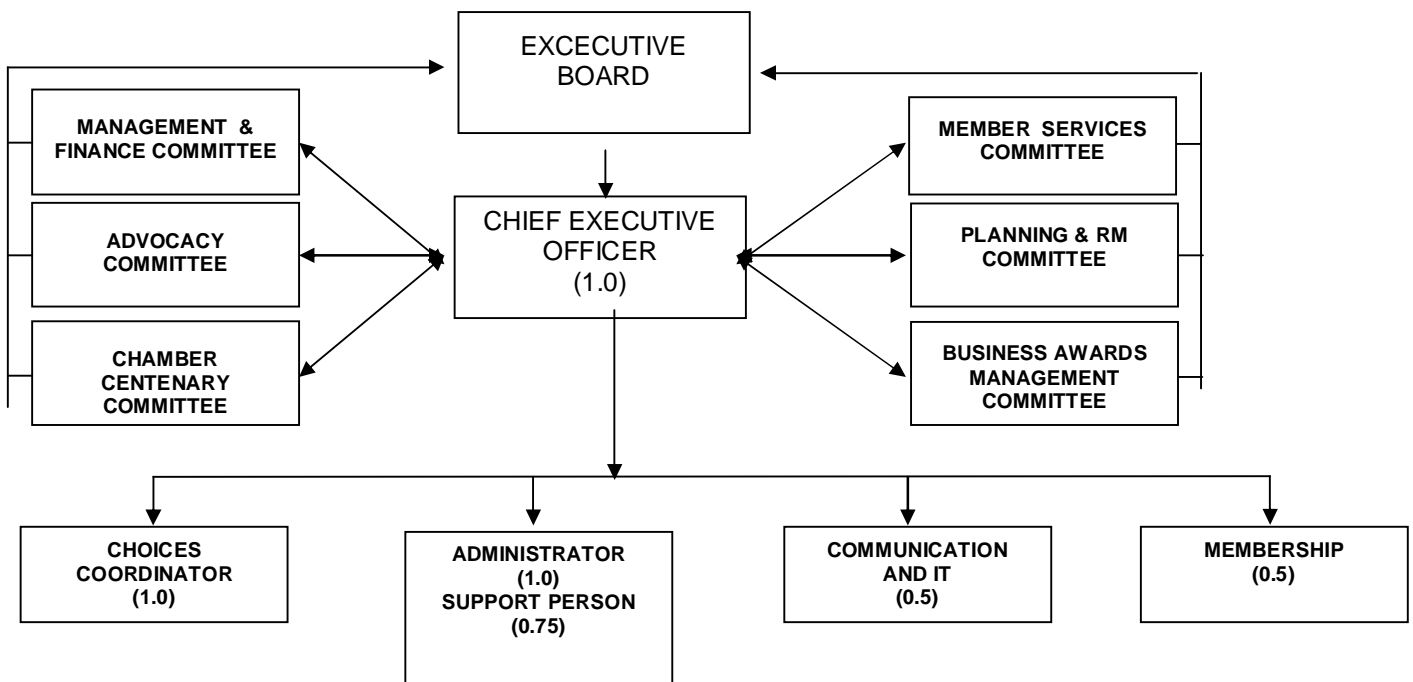 EXCECUTIVE
BOARD
MANAGEMENT &
FINANCE COMMITTEE
MEMBER SERVICES
COMMITTEE
CHIEF EXECUTIVE
OFFICER
(1.0)
ADVOCACY
COMMITTEE
PLANNING & RM
COMMITTEE
CHAMBER
CENTENARY
COMMITTEE
BUSINESS AWARDS
MANAGEMENT
COMMITTEE
CHOICES
COORDINATOR
(1.0)
ADMINISTRATOR
(1.0)
SUPPORT PERSON
(0.75)
COMMUNICATION
AND IT
(0.5)
MEMBERSHIP
(0.5)